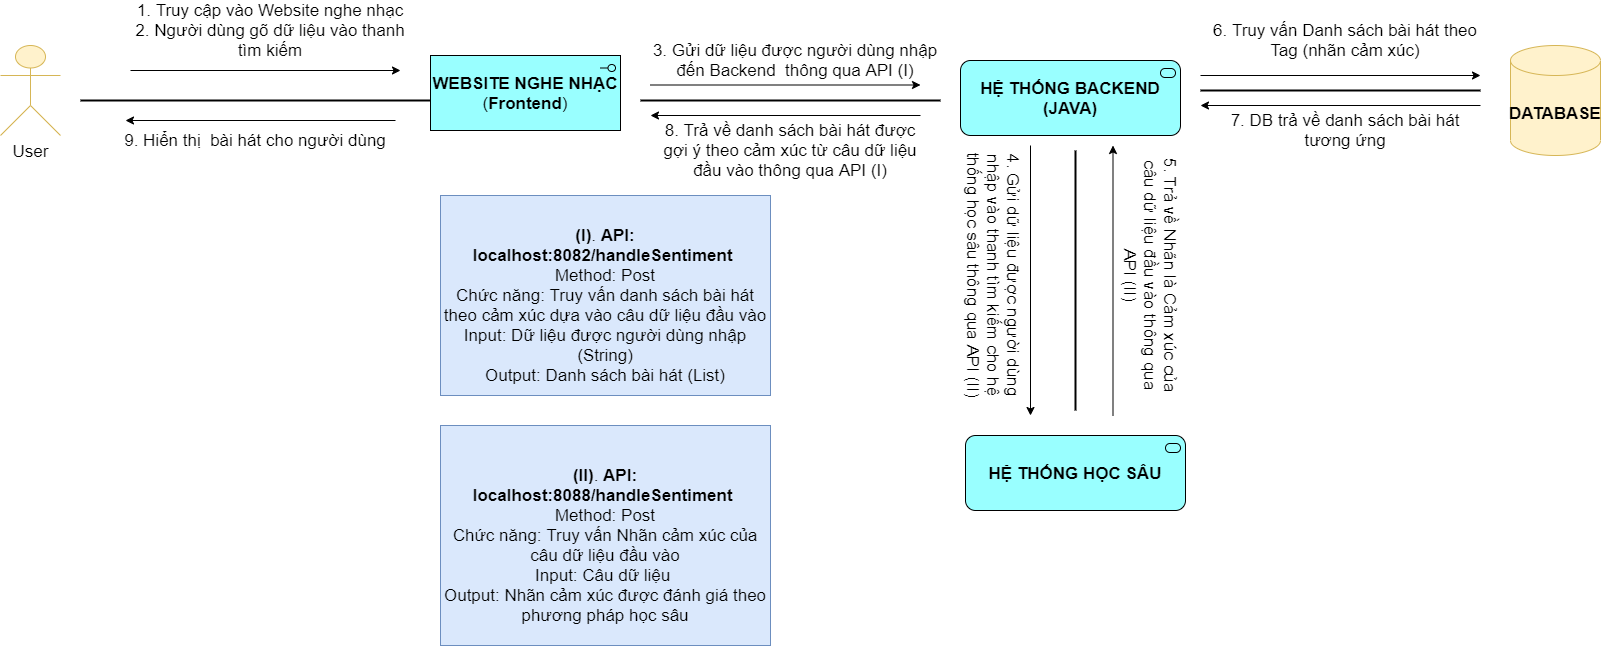 1. Truy cập vào Website nghe nhạc
2. Người dùng gõ dữ liệu vào thanh
tìm kiếm
User
9. Hiển thị  bài hát cho người dùng
WEBSITE NGHE NHẠC
(Frontend)
3. Gửi dữ liệu được người dùng nhập
đến Backend  thông qua API (I)
8. Trả về danh sách bài hát được
gợi ý theo cảm xúc từ câu dữ liệu
đầu vào thông qua API (I)
HỆ THỐNG BACKEND
(JAVA)
6. Truy vấn Danh sách bài hát theo
Tag (nhãn cảm xúc)
7. DB trả về danh sách bài hát
tương ứng
DATABASE
4. Gửi dữ liệu được người dùng
nhập vào thanh tìm kiếm cho hệ
thống học sâu thông qua API (II)
5. Trả về Nhãn là Cảm xúc của
câu dữ liệu đầu vào thông qua
API (II)
HỆ THỐNG HỌC SÂU
(I). API:
localhost:8082/handleSentiment
Method: Post
Chức năng: Truy vấn danh sách bài hát
theo cảm xúc dựa vào câu dữ liệu đầu vào
Input: Dữ liệu được người dùng nhập
(String)
Output: Danh sách bài hát (List)
(II). API:
localhost:8088/handleSentiment
Method: Post
Chức năng: Truy vấn Nhãn cảm xúc của
câu dữ liệu đầu vào
Input: Câu dữ liệu
Output: Nhãn cảm xúc được đánh giá theo
phương pháp học sâu